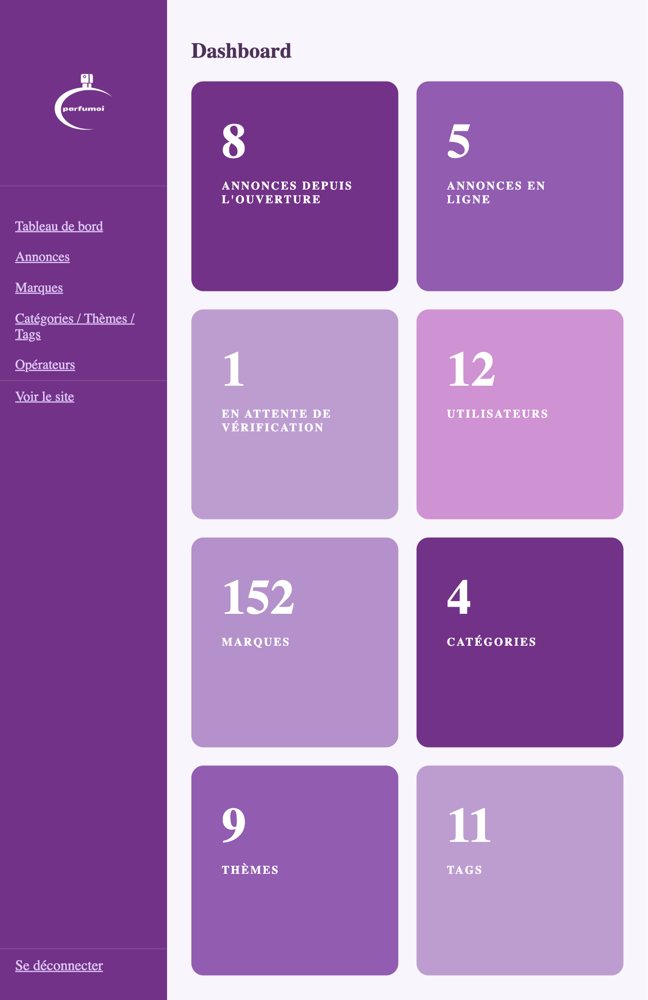 parfumoi
Tableau de bord
Annonces
Marques
Catégories / Thèmes /
Tags
Opérateurs
Voir le site
Se déconnecter
Dashboard
8
ANNONCES DEPUIS
L'OUVERTURE
5
ANNONCES EN
LIGNE
1
EN ATTENTE DE
VÉRIFICATION
12
UTILISATEURS
152
MARQUES
4
CATÉGORIES
9
THÈMES
11
TAGS